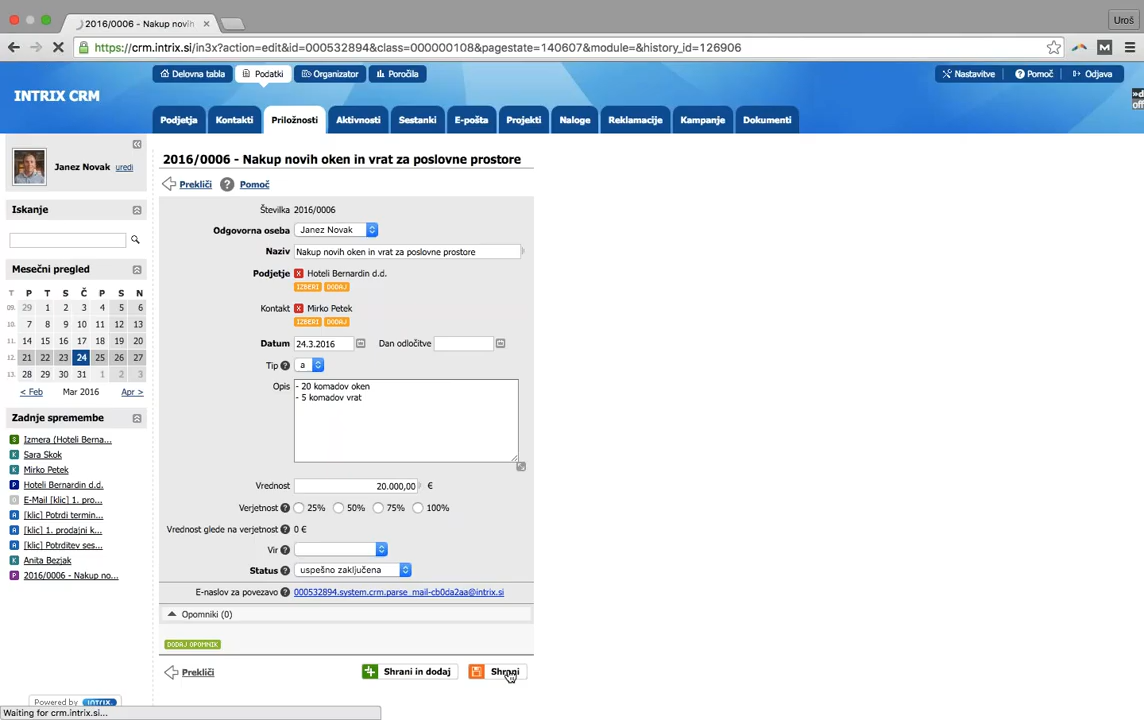 2016/0006 - Nakup novih
Uroš
https://crm.intrix.si/in3x?action=edit&id=000532894&class=000000108&pagestate=140607&module=&history_id=126906
Delovna tabla Podatki Organizator Poročila Nastavitve Pomoč Odjava
INTRIX CRM
Podjetja Kontakti Priložnosti Aktivnosti Sestanki E-pošta Projekti Naloge Reklamacije Kampanje Dokumenti
Janez Novak uredi
Iskanje
Mesečni pregled
T P T S Č P S N
09. 29 1 2 3 4 5 6
10. 7 8 9 10 11 12 13
11. 14 15 16 17 18 19 20
12. 21 22 23 24 25 26 27
13. 28 29 30 31 1 2 3
< Feb Mar 2016 Apr >
Zadnje spremembe
S Izmera (Hoteli Berna...
K Sara Skok
K Mirko Petek
P Hoteli Bernardin d.d.
E-Mail [klic] 1. pro...
A [klic] Potrdi termin...
A [klic] 1. prodajni k...
A [klic] Potrditev ses...
K Anita Bezjak
P 2016/0006 - Nakup no...
Powered by INTRIX
2016/0006 - Nakup novih oken in vrat za poslovne prostore
Prekliči ? Pomoč
Številka 2016/0006
Odgovorna oseba Janez Novak
Naziv Nakup novih oken in vrat za poslovne prostore
Podjetje X Hoteli Bernardin d.d.
IZBERI DODAJ
Kontakt X Mirko Petek
IZBERI DODAJ
Datum 24.3.2016 Dan odločitve
Tip ? a
Opis - 20 komadov oken
- 5 komadov vrat
Vrednost 20.000,00 €
Verjetnost ? 25% 50% 75% 100%
Vrednost glede na verjetnost ? 0 €
Vir ?
Status ? uspešno zaključena
E-naslov za povezavo ? 000532894.system.crm.parse_mail-cb0da2aa@intrix.si
Opomniki (0)
DODAJ OPOMNIK
Prekliči Shrani in dodaj Shrani
Waiting for crm.intrix.si...